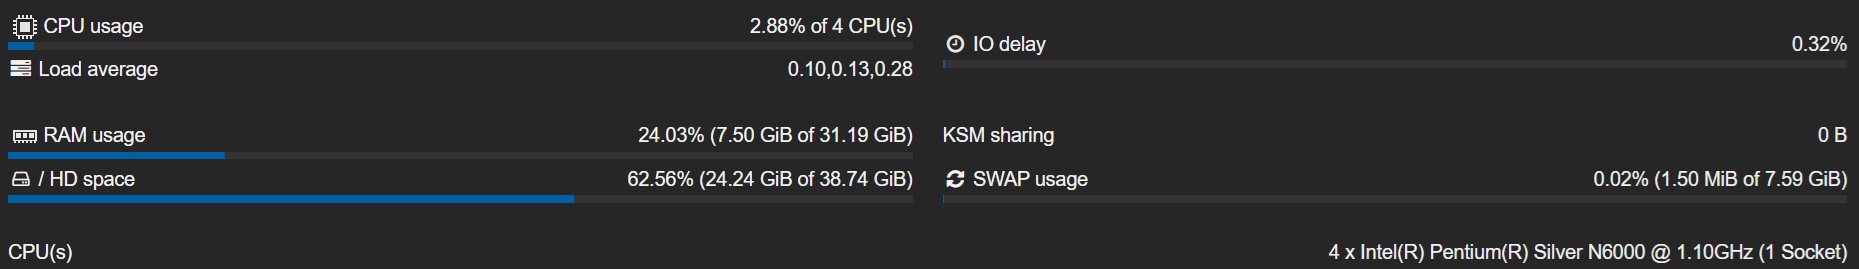 CPU usage 2.88% of 4 CPU(s)
IO delay 0.32%
Load average 0.10,0.13,0.28
RAM usage 24.03% (7.50 GiB of 31.19 GiB)
KSM sharing 0 B
/ HD space 62.56% (24.24 GiB of 38.74 GiB)
SWAP usage 0.02% (1.50 MiB of 7.59 GiB)
CPU(s) 4 x Intel(R) Pentium(R) Silver N6000 @ 1.10GHz (1 Socket)